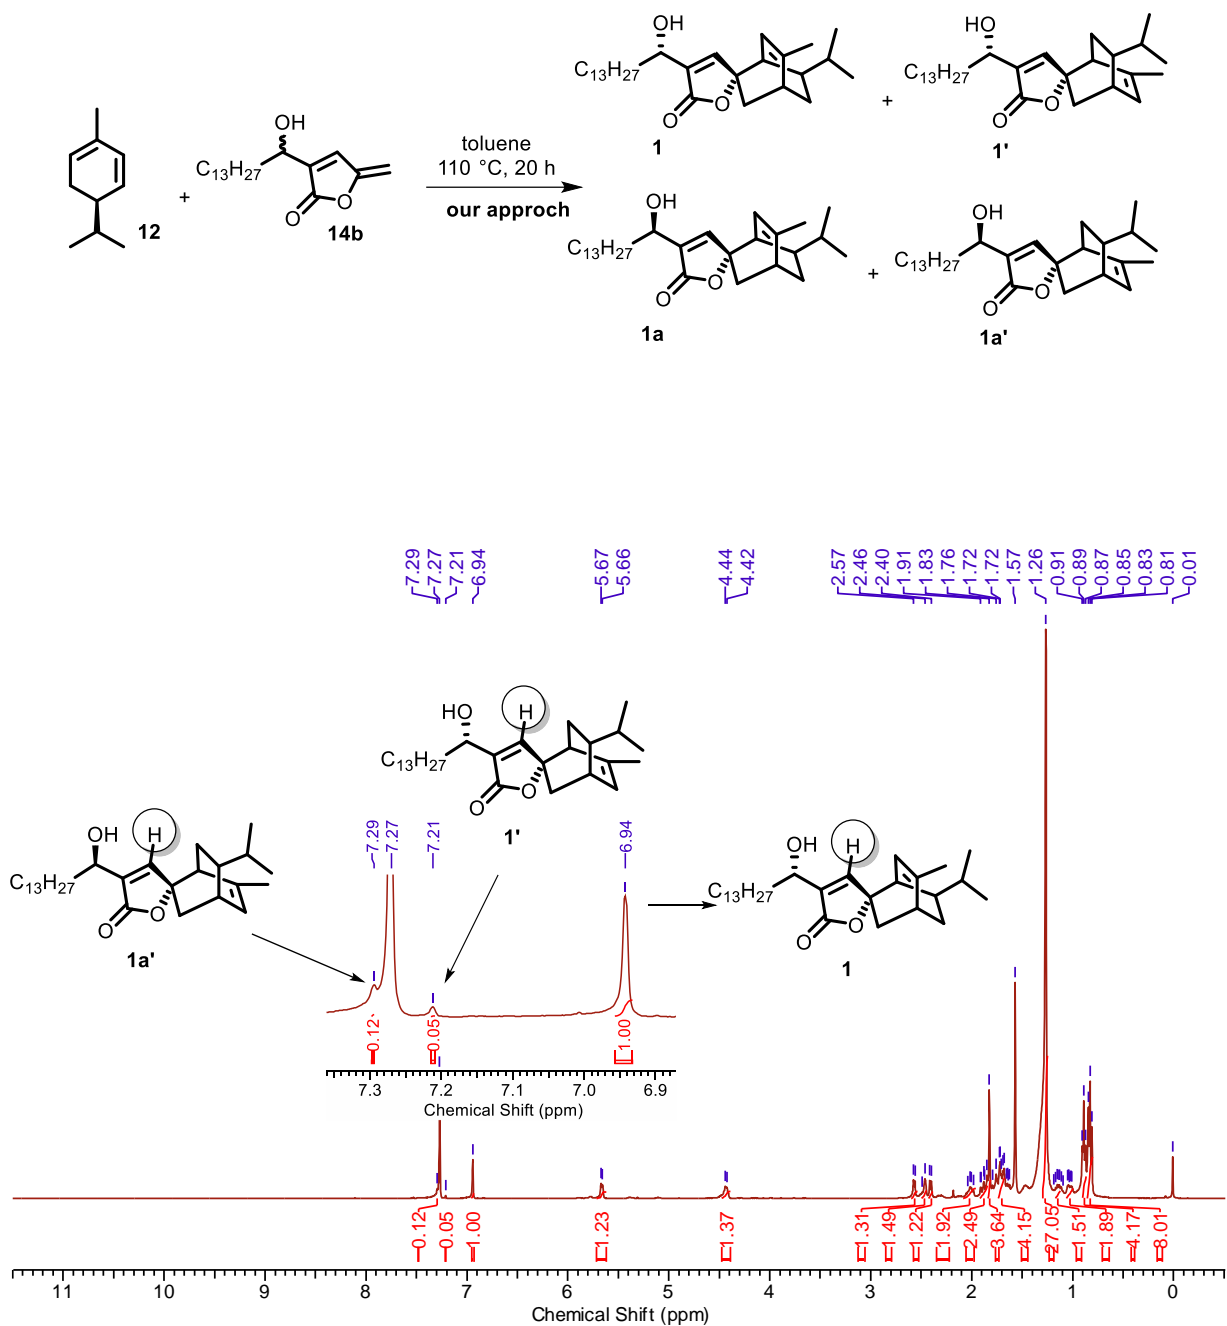 OH
C13H27
O
O
1
+
HO
C13H27
O
O
1'
12
+
OH
C13H27
O
O
14b
toluene
110 °C, 20 h
our approch
OH
C13H27
O
O
1a
+
OH
C13H27
O
O
1a'
7.29
7.27
7.21
6.94
5.67
5.66
4.44
4.42
2.57
2.46
2.40
1.91
1.83
1.76
1.72
1.72
1.57
1.26
0.91
0.89
0.87
0.85
0.83
0.81
0.01
HO
H
C13H27
O
O
1'
OH
H
C13H27
O
O
1a'
OH
H
C13H27
O
O
1
7.29
7.27
7.21
6.94
0.12
0.05
1.00
7.3 7.2 7.1 7.0 6.9
Chemical Shift (ppm)
0.12
0.05
1.00
1.23
1.37
1.31
1.49
1.22
1.92
2.49
3.64
4.15
27.05
1.51
1.89
4.17
8.01
11 10 9 8 7 6 5 4 3 2 1 0
Chemical Shift (ppm)